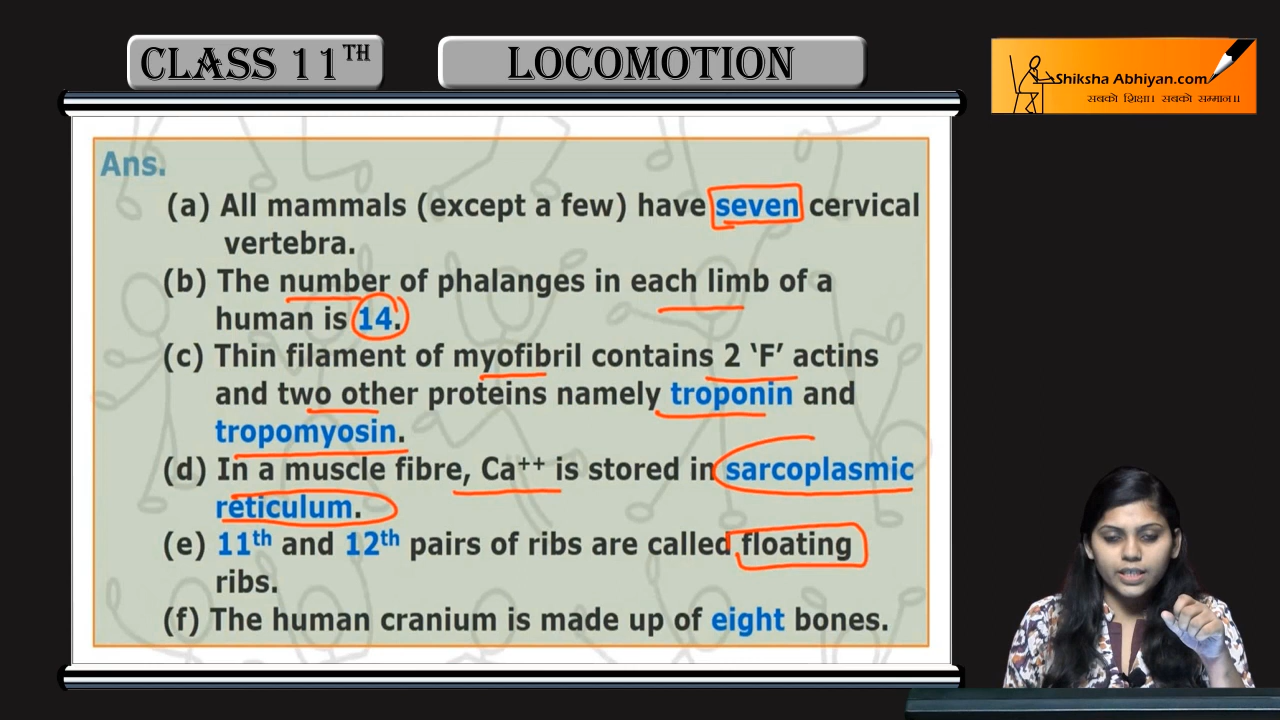 CLASS 11TH
LOCOMOTION
Shiksha Abhiyan.com
सबको शिक्षा। सबको सम्मान॥
Ans.
(a) All mammals (except a few) have seven cervical
vertebra.
(b) The number of phalanges in each limb of a
human is 14.
(c) Thin filament of myofibril contains 2 ‘F’ actins
and two other proteins namely troponin and
tropomyosin.
(d) In a muscle fibre, Ca⁺⁺ is stored in sarcoplasmic
reticulum.
(e) 11th and 12th pairs of ribs are called floating
ribs.
(f) The human cranium is made up of eight bones.